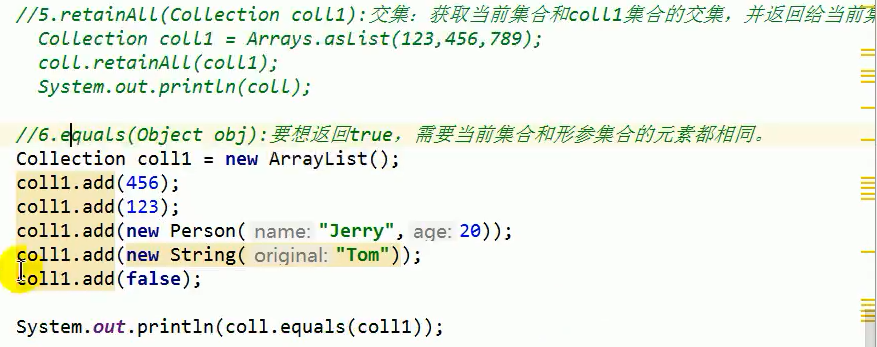 //5.retainAll(Collection coll1):交集：获取当前集合和coll1集合的交集，并返回给当前集
Collection coll1 = Arrays.asList(123,456,789);
coll.retainAll(coll1);
System.out.println(coll);
//6.equals(Object obj):要想返回true，需要当前集合和形参集合的元素都相同。
Collection coll1 = new ArrayList();
coll1.add(456);
coll1.add(123);
coll1.add(new Person( name: "Jerry", age: 20));
coll1.add(new String( original: "Tom"));
coll1.add(false);
System.out.println(coll.equals(coll1));